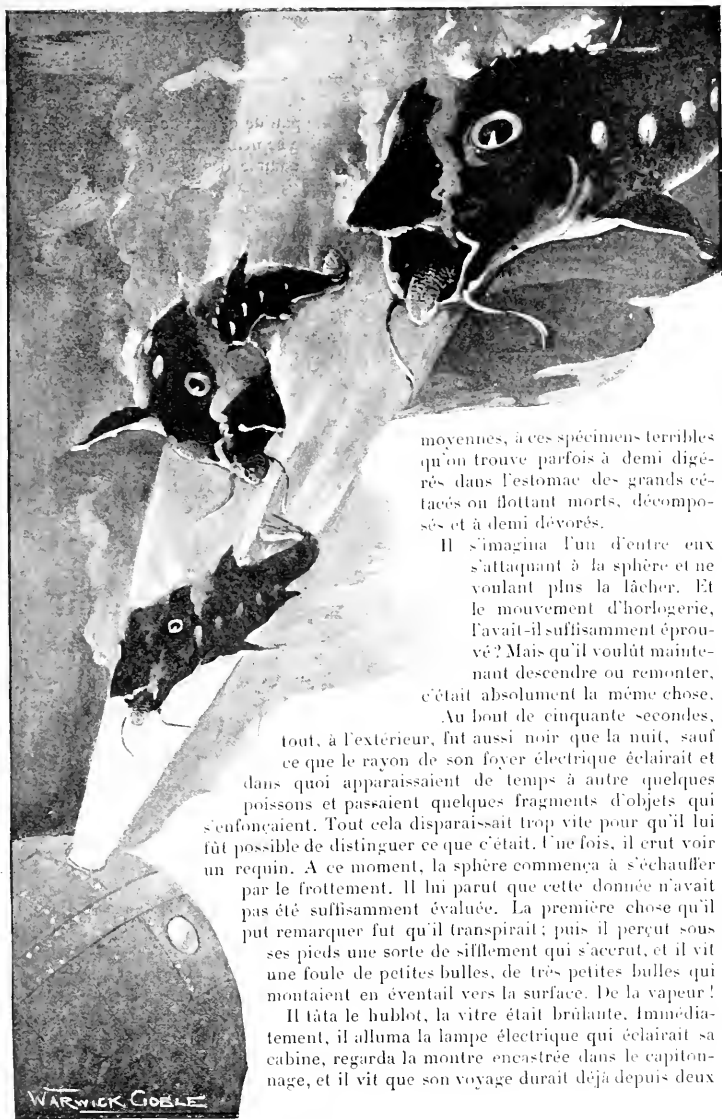 moyennes, à ces spécimens terribles
qu'on trouve parfois à demi digé-
rés dans l'estomac des grands cé-
tacés ou flottant morts, décompo-
sés et à demi dévorés.
Il s'imagina l'un d'entre eux
s'attaquant à la sphère et ne
voulant plus la lâcher. Et
le mouvement d'horlogerie,
l'avait-il suffisamment éprou-
vé ? Mais qu'il voulût mainte-
nant descendre ou remonter,
c'était absolument la même chose.
Au bout de cinquante secondes,
tout, à l'extérieur, fut aussi noir que la nuit, sauf
ce que le rayon de son foyer électrique éclairait et
dans quoi apparaissaient de temps à autre quelques
poissons et passaient quelques fragments d'objets qui
s'enfonçaient. Tout cela disparaissait trop vite pour qu'il lui
fût possible de distinguer ce que c'était. Une fois, il crut voir
un requin. A ce moment, la sphère commença à s'échauffer
par le frottement. Il lui parut que cette donnée n'avait
pas été suffisamment évaluée. La première chose qu'il
put remarquer fut qu'il transpirait ; puis il perçut sous
ses pieds une sorte de sifflement qui s'accrut, et il vit
une foule de petites bulles, de très petites bulles qui
montaient en éventail vers la surface. De la vapeur !
Il tâta le hublot, la vitre était brûlante. Immédia-
tement, il alluma la lampe électrique qui éclairait sa
cabine, regarda la montre encastrée dans le capiton-
nage, et il vit que son voyage durait déjà depuis deux
WARWICK GOBLE